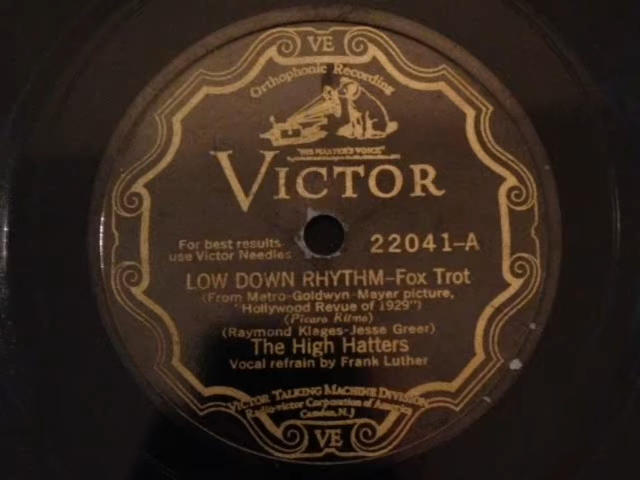 VE
Orthophonic Recording
"HIS MASTER'S VOICE"
VICTOR
For best results
use Victor Needles
22041-A
LOW DOWN RHYTHM-Fox Trot
(From Metro-Goldwyn-Mayer picture,
"Hollywood Revue of 1929")
(Picaro Ritmo)
(Raymond Klages-Jesse Greer)
The High Hatters
Vocal refrain by Frank Luther
VICTOR TALKING MACHINE DIVISION
Radio-Victor Corporation of America
Camden, N.J
VE